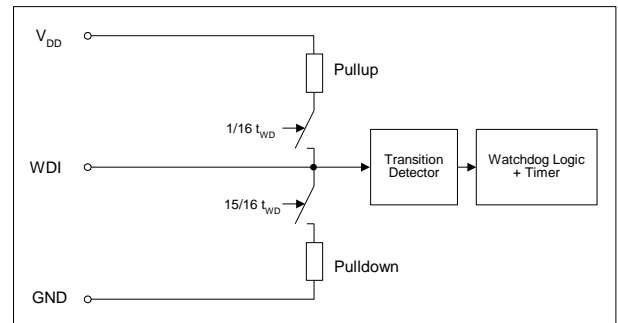 V_DD
Pullup
1/16 t_WD
WDI
Transition
Detector
Watchdog Logic
+ Timer
15/16 t_WD
Pulldown
GND